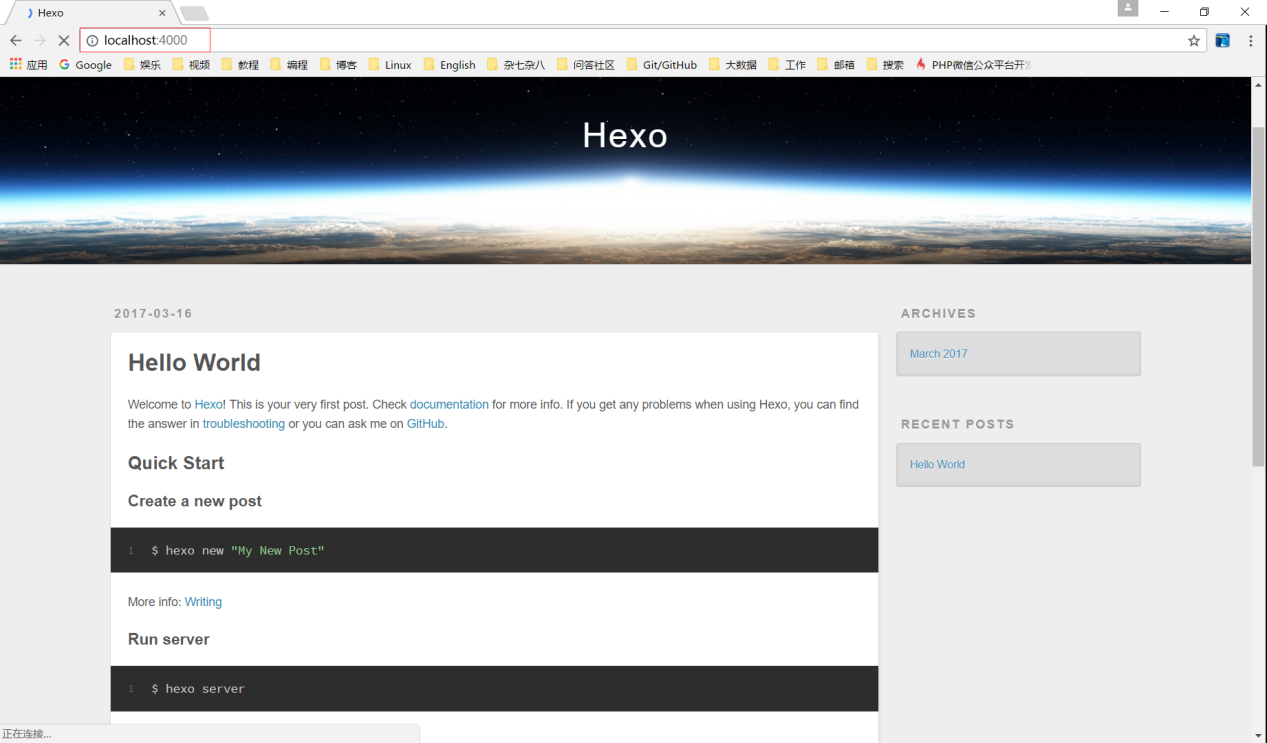 Hexo
localhost:4000
应用 Google 娱乐 视频 教程 编程 博客 Linux English 杂七杂八 问答社区 Git/GitHub 大数据 工作 邮箱 搜索 PHP微信公众平台开
Hexo
2017-03-16
Hello World
Welcome to Hexo! This is your very first post. Check documentation for more info. If you get any problems when using Hexo, you can find
the answer in troubleshooting or you can ask me on GitHub.
Quick Start
Create a new post
1 $ hexo new "My New Post"
More info: Writing
Run server
1 $ hexo server
ARCHIVES
March 2017
RECENT POSTS
Hello World
正在连接...